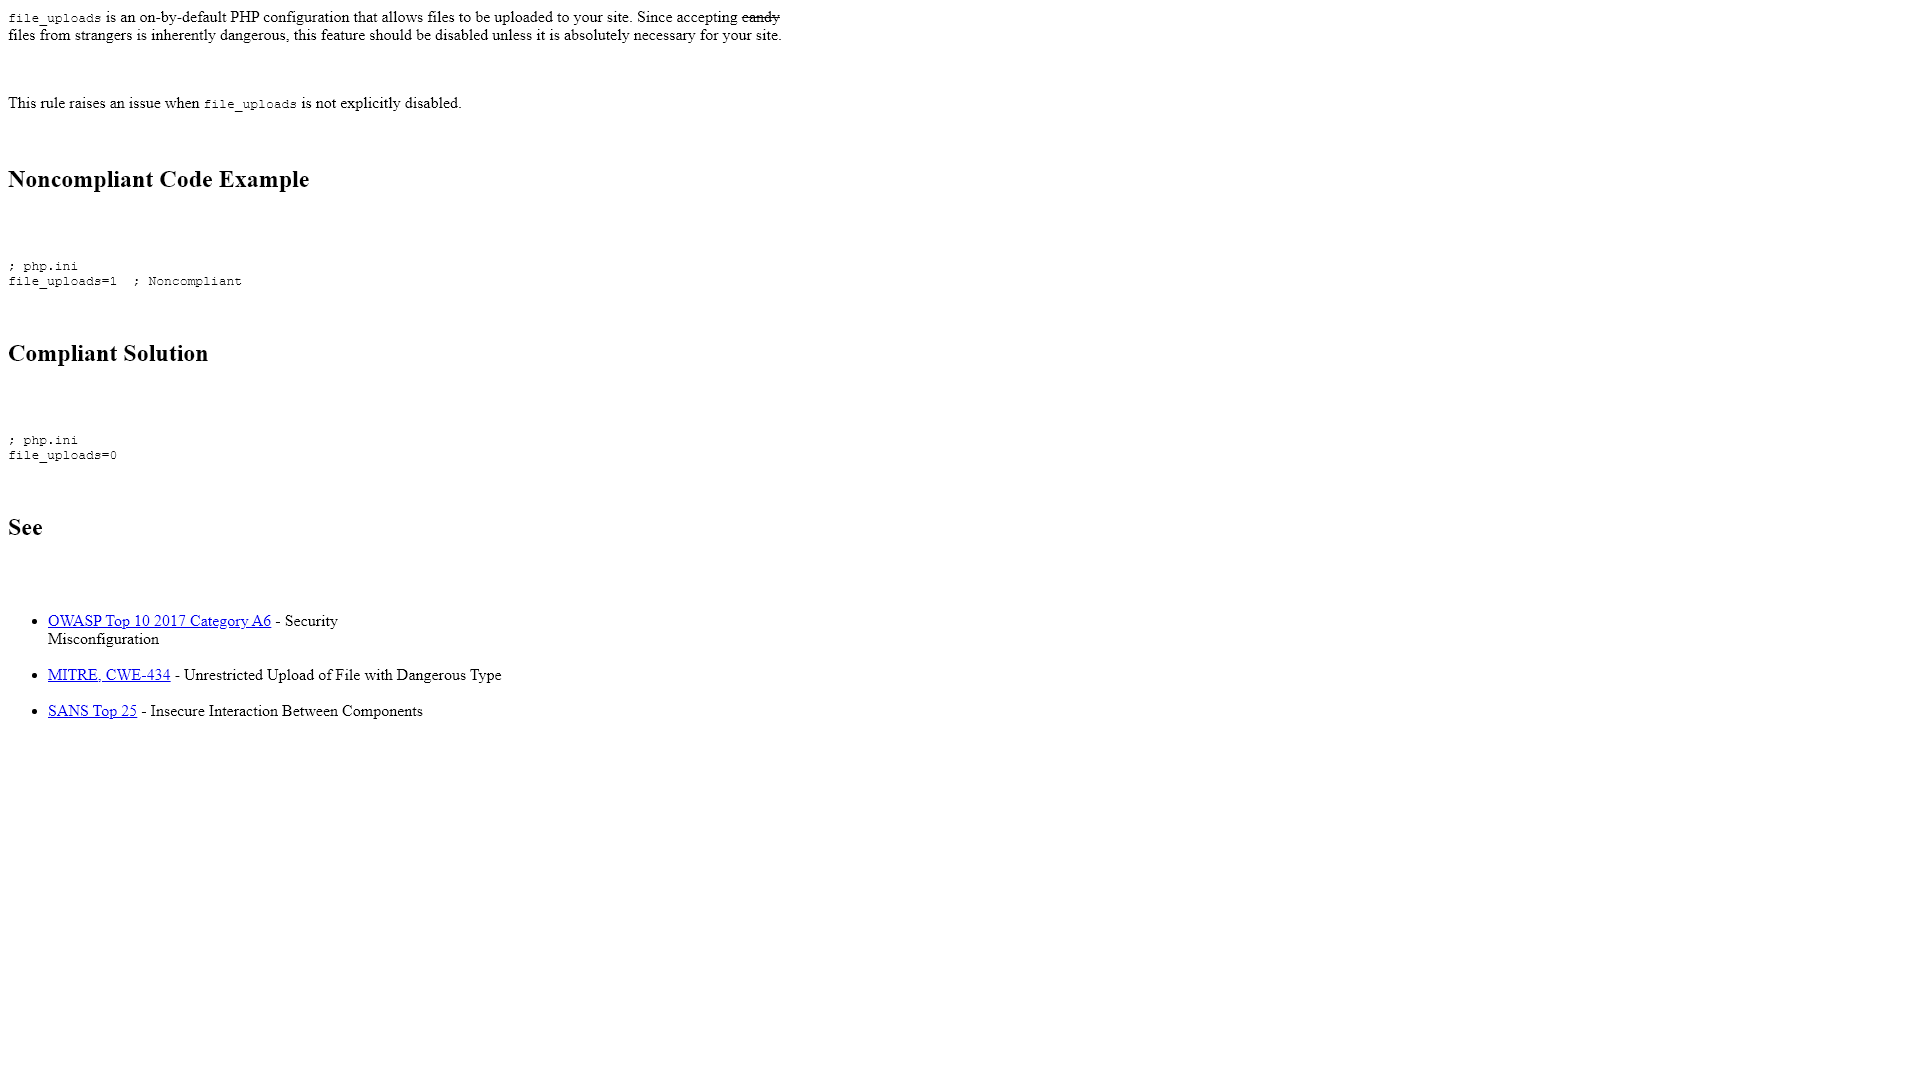 file_uploads is an on-by-default PHP configuration that allows files to be uploaded to your site. Since accepting candy
files from strangers is inherently dangerous, this feature should be disabled unless it is absolutely necessary for your site.
This rule raises an issue when file_uploads is not explicitly disabled.
Noncompliant Code Example
; php.ini
file_uploads=1  ; Noncompliant
Compliant Solution
; php.ini
file_uploads=0
See
• OWASP Top 10 2017 Category A6 - Security
Misconfiguration
• MITRE, CWE-434 - Unrestricted Upload of File with Dangerous Type
• SANS Top 25 - Insecure Interaction Between Components